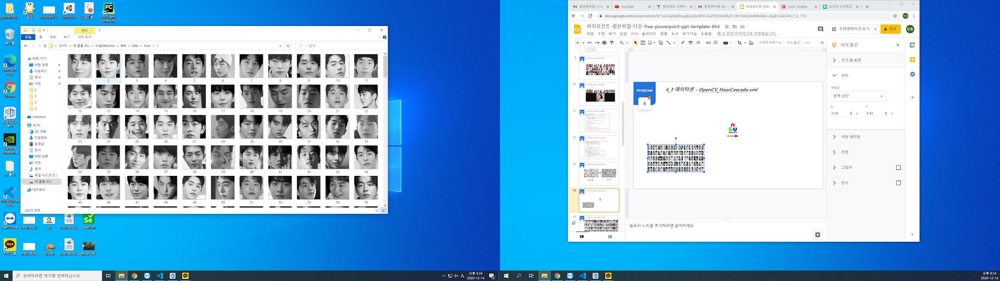 pythonProj...
알집
functional_r...
Unity Hub
인공지능_...
PyCharm Communit...
휴지통
Microsoft Edge
Chrome
한컴오피스 뷰어
GeForce Experience
새 폴더
Visual Studio Code
TeamViewer
weather_rel...
git
haarcascad...
selenium
카카오톡
snack_relat...
skleran
haarcascad...
gender_det...
관리
1
파일
홈
공유
보기
사진 도구
내 PC > 새 볼륨 (D:) > ImgDetection > MJK > data > train > 1
1 검색
바로 가기
바탕 화면
다운로드
문서
사진
2
3
3
3
OneDrive
내 PC
3D 개체
다운로드
동영상
문서
바탕 화면
사진
음악
로컬 디스크 (C:)
새 볼륨 (D:)
네트워크
1 2 3 4 5 6 7 8 9 10 11
12 13 14 15 16 17 18 19 20 21 22
23 24 25 26 27 28 29 30 31 32 33
34 35 36 37 38 39 40 41 42 43 44
45 46 47 48 49 50 51 52 53 54 55
380개 항목
검색하려면 여기에 입력하십시오.
A
오후 8:24
2020-12-14
2
받은편지함 (173)
YouTube
문과생도 이해하는
받은편지함 (6) -
파워포인트-원본파
Color Scripter
드라마 스타트업
docs.google.com/presentation/d/1usLQa8qWwygkiy2dw9E9CrIu2FE83AokhjJf-cM15mU/edit#slide=id.gb12e0347c7_0_116
파워포인트-원본파일-다운-free-powerpoint-ppt-template-854
파일 수정 보기 삽입 서식 슬라이드 정렬 도구 부가기능 도움말 몇 초 전에 마지막으로 수정했습니다.
프레젠테이션 보기
공유
민종
이미지 바꾸기
서식 옵션
9
10
11
12
13
14
15
PPTBIZCAM
4
4_3 데이터셋 - OpenCV_HaarCascade.xml
OpenCV
발표자 노트를 추가하려면 클릭하세요.
서식 옵션
크기 및 회전
위치
최솟값
왼쪽 상단
X
Y
0.99 in
4.43 in
색상 재지정
조정
그림자
반사
오후 8:24
2020-12-14